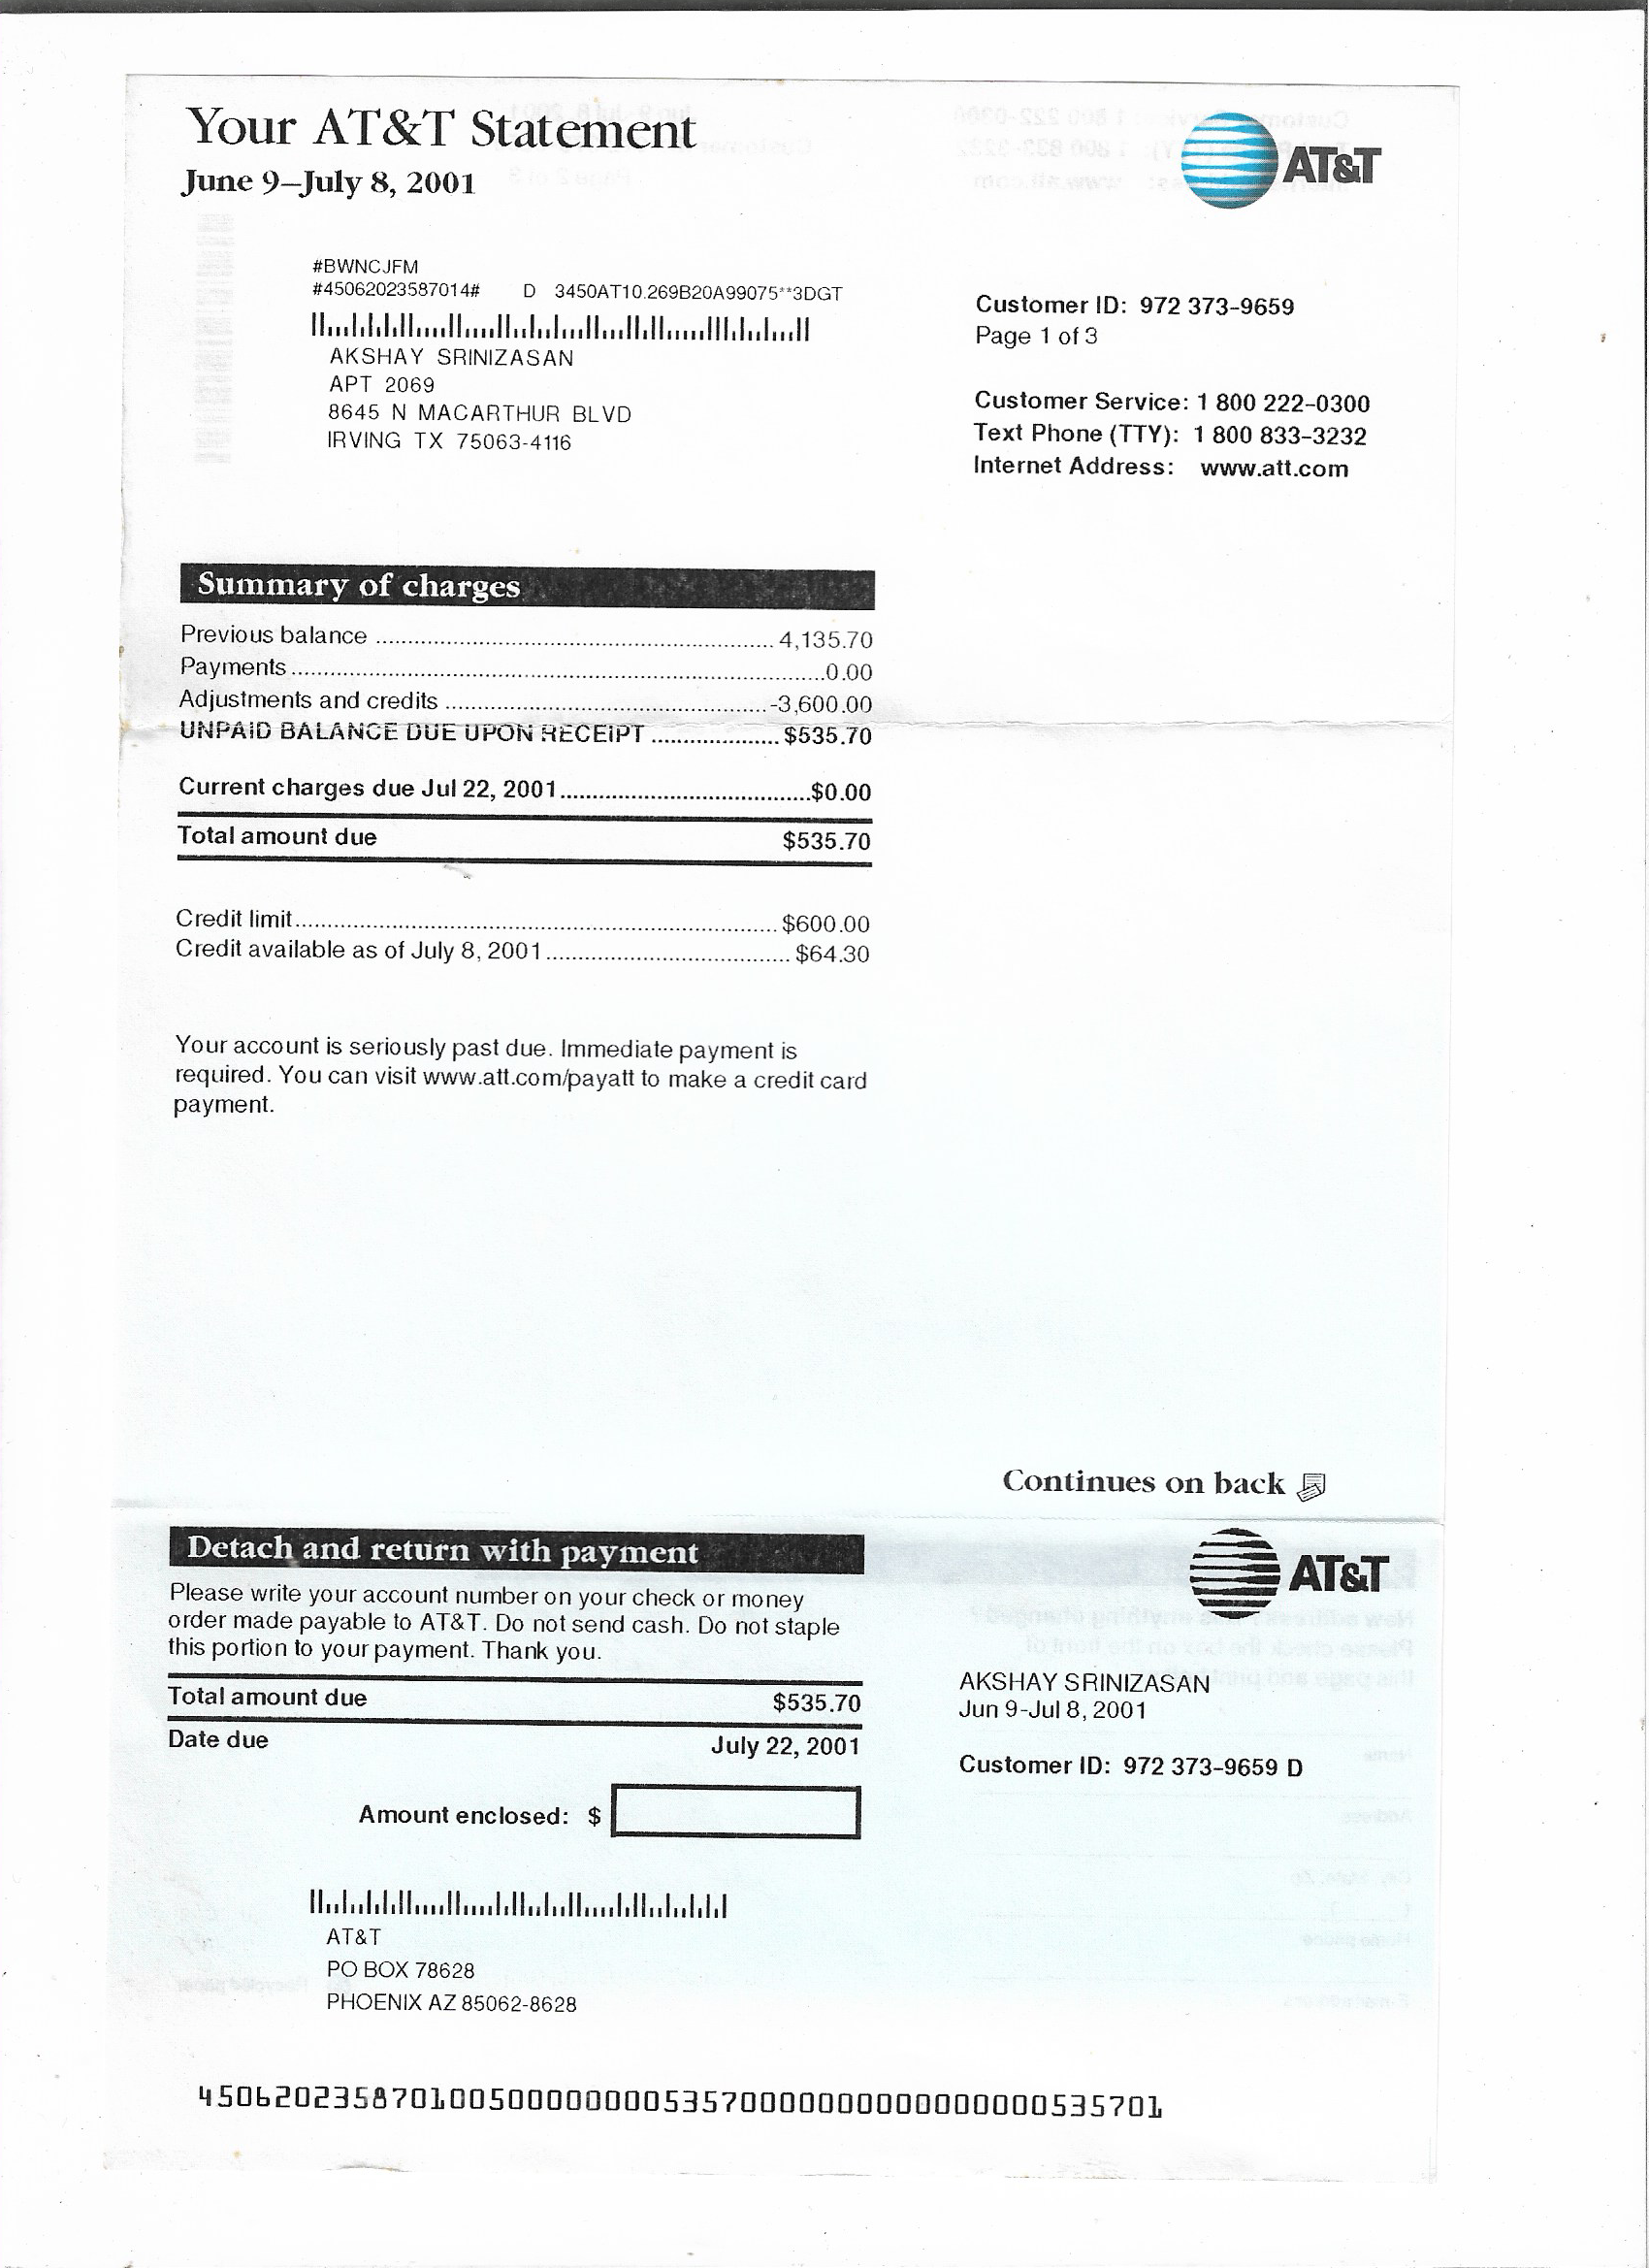 Your AT&T Statement
June 9–July 8, 2001
AT&T
#BWNCJFM
#45062023587014# D 3450AT10.269B20A99075**3DGT
AKSHAY SRINIZASAN
APT 2069
8645 N MACARTHUR BLVD
IRVING TX 75063-4116
Customer ID: 972 373-9659
Page 1 of 3
Customer Service: 1 800 222-0300
Text Phone (TTY): 1 800 833-3232
Internet Address: www.att.com
Summary of charges
Previous balance ............................................................. 4,135.70
Payments .....................................................................................0.00
Adjustments and credits ...................................................-3,600.00
UNPAID BALANCE DUE UPON RECEIPT .................... $535.70
Current charges due Jul 22, 2001.......................................$0.00
Total amount due $535.70
Credit limit............................................................................ $600.00
Credit available as of July 8, 2001...................................... $64.30
Your account is seriously past due. Immediate payment is
required. You can visit www.att.com/payatt to make a credit card
payment.
Continues on back
Detach and return with payment
AT&T
Please write your account number on your check or money
order made payable to AT&T. Do not send cash. Do not staple
this portion to your payment. Thank you.
Total amount due $535.70
Date due July 22, 2001
AKSHAY SRINIZASAN
Jun 9-Jul 8, 2001
Customer ID: 972 373-9659 D
Amount enclosed: $
AT&T
PO BOX 78628
PHOENIX AZ 85062-8628